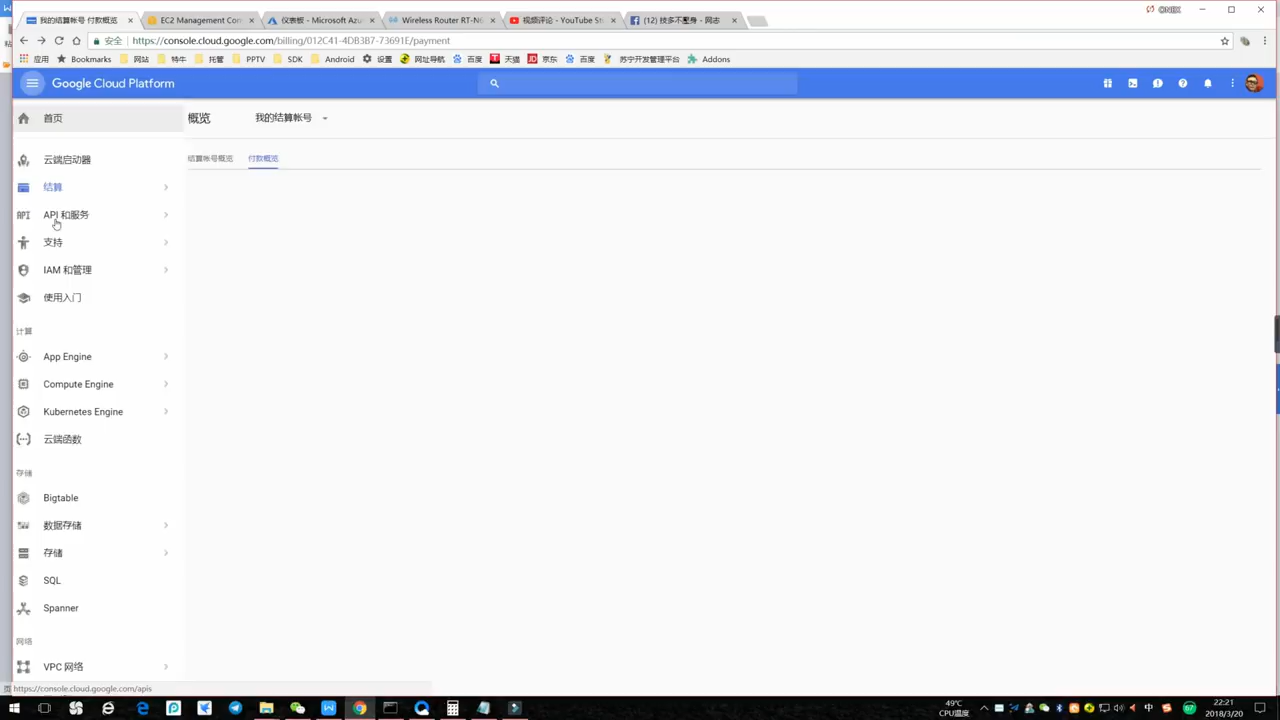 我的结算帐号 付款概览
EC2 Management Con
仪表板 - Microsoft Azu
Wireless Router RT-N6
视频评论 - YouTube St
(12) 技多不壓身 - 网志
安全
https://console.cloud.google.com/billing/012C41-4DB3B7-73691E/payment
应用
Bookmarks
网站
特牛
托管
PPTV
SDK
Android
设置
网址导航
百度
天猫
京东
百度
苏宁开发管理平台
Addons
Google Cloud Platform
首页
概览
我的结算帐号
云端启动器
结算帐号概览
付款概览
结算
API
API 和服务
支持
IAM 和管理
使用入门
计算
App Engine
Compute Engine
Kubernetes Engine
云端函数
存储
Bigtable
数据存储
存储
SQL
Spanner
网络
VPC 网络
https://console.cloud.google.com/apis
49℃
CPU温度
中
67
22:21
2018/3/20